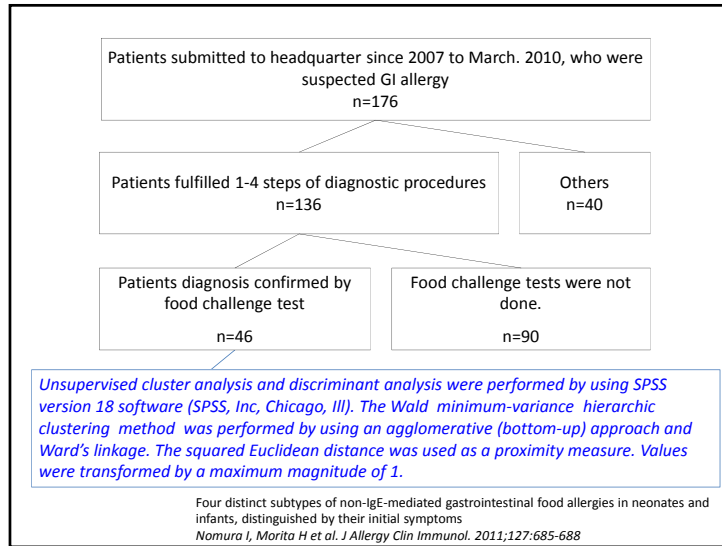 Patients submitted to headquarter since 2007 to March. 2010, who were
suspected GI allergy
n=176
Patients fulfilled 1-4 steps of diagnostic procedures
n=136
Others
n=40
Patients diagnosis confirmed by
food challenge test
n=46
Food challenge tests were not
done.
n=90
Unsupervised cluster analysis and discriminant analysis were performed by using SPSS
version 18 software (SPSS, Inc, Chicago, Ill). The Wald minimum-variance hierarchic
clustering method was performed by using an agglomerative (bottom-up) approach and
Ward’s linkage. The squared Euclidean distance was used as a proximity measure. Values
were transformed by a maximum magnitude of 1.
Four distinct subtypes of non-IgE-mediated gastrointestinal food allergies in neonates and
infants, distinguished by their initial symptoms
Nomura I, Morita H et al. J Allergy Clin Immunol. 2011;127:685-688